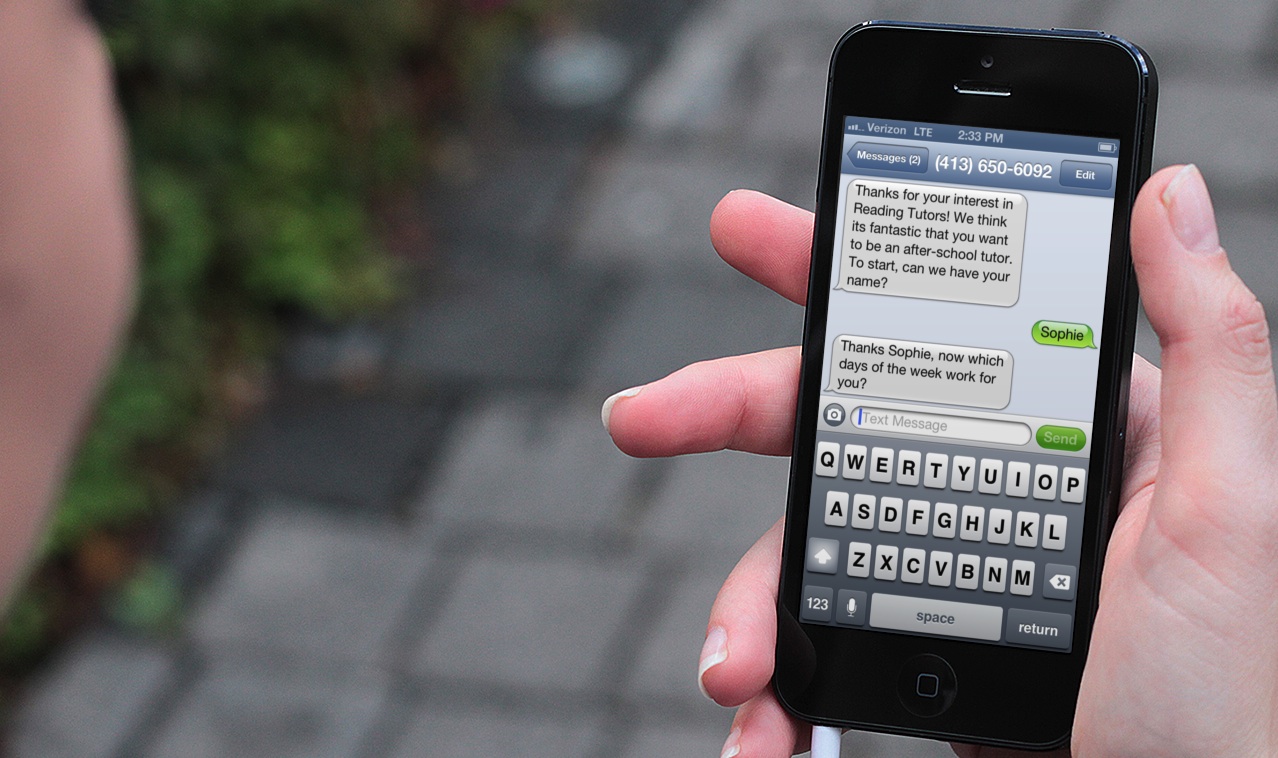 Verizon LTE 2:33 PM
Messages (2) (413) 650-6092 Edit
Thanks for your interest in
Reading Tutors! We think
its fantastic that you want
to be an after-school tutor.
To start, can we have your
name?
Sophie
Thanks Sophie, now which
days of the week work for
you?
Text Message Send
Q W E R T Y U I O P
A S D F G H J K L
Z X C V B N M
123 space return